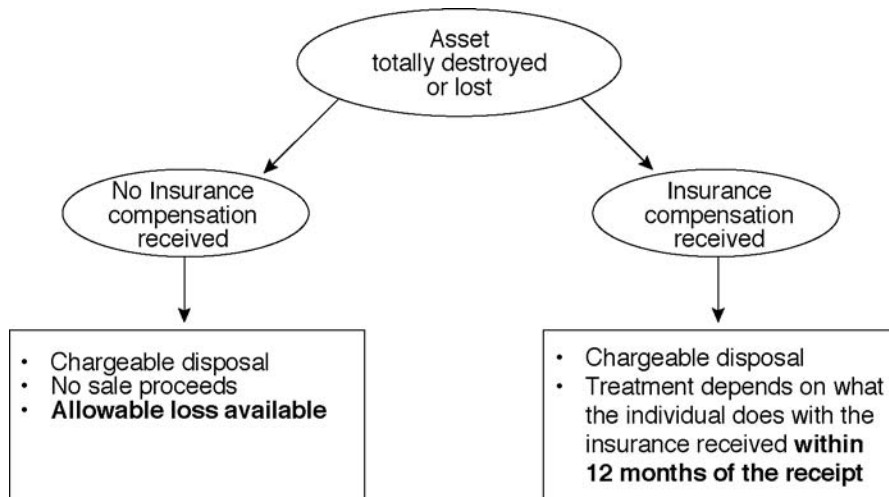 Asset
totally destroyed
or lost
No Insurance
compensation
received
Insurance
compensation
received
• Chargeable disposal
• No sale proceeds
• Allowable loss available
• Chargeable disposal
• Treatment depends on what
the individual does with the
insurance received within
12 months of the receipt